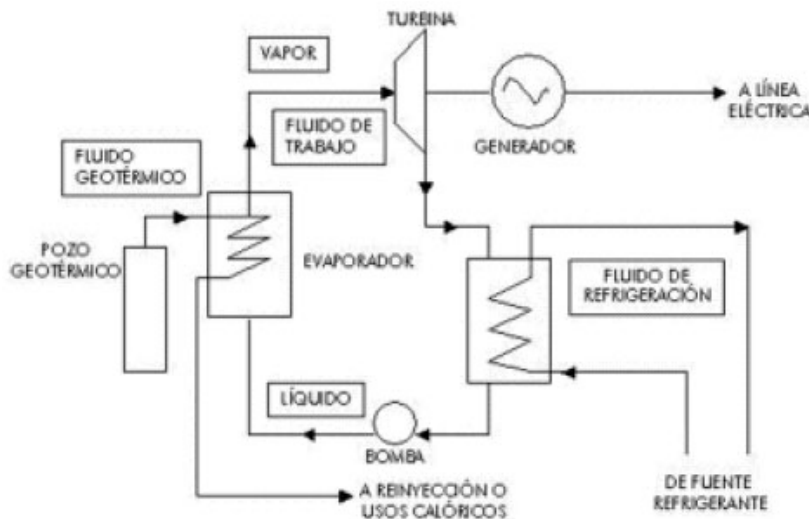 TURBINA
VAPOR
A LÍNEA
ELÉCTRICA
FLUIDO DE
TRABAJO
GENERADOR
FLUIDO
GEOTÉRMICO
POZO
GEOTÉRMICO
EVAPORADOR
FLUIDO DE
REFRIGERACIÓN
LÍQUIDO
BOMBA
A REINYECCIÓN O
USOS CALÓRICOS
DE FUENTE
REFRIGERANTE